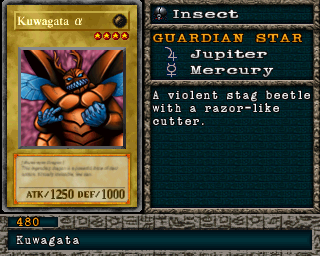 Kuwagata α
ATK/1250 DEF/1000
Insect
GUARDIAN STAR
Jupiter
Mercury
A violent stag beetle
with a razor-like
cutter.
480
Kuwagata